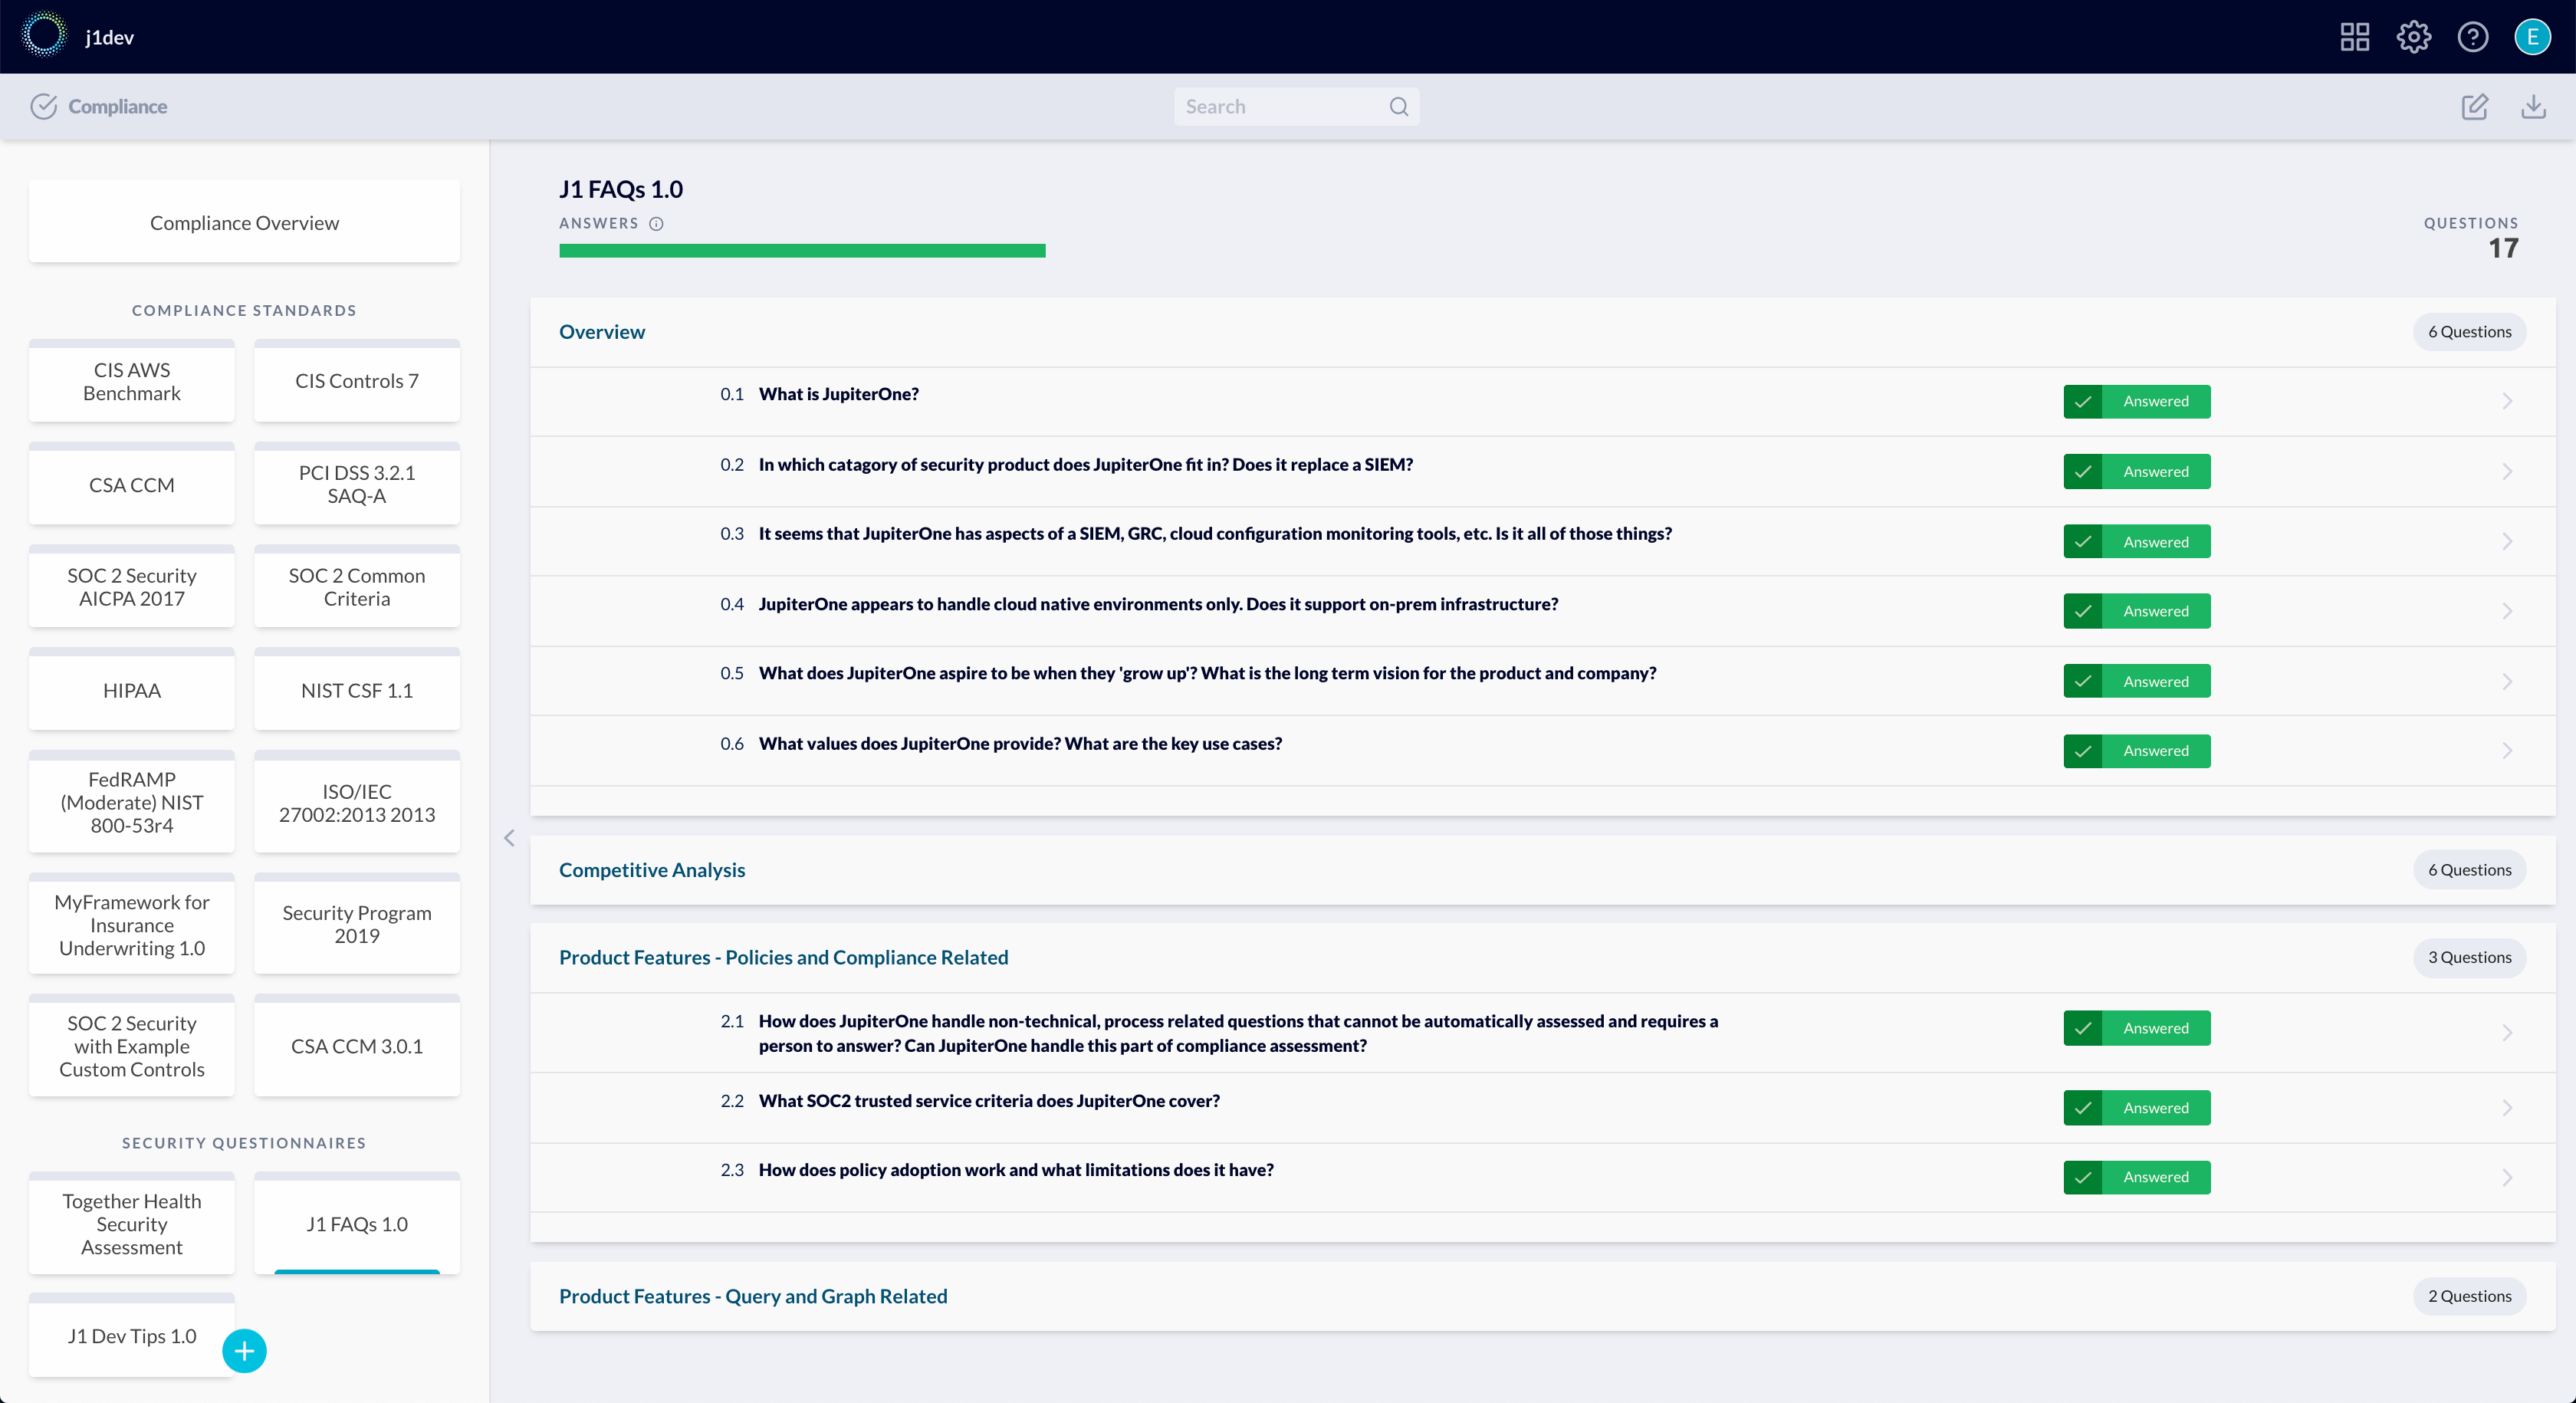 j1dev
E
Compliance
Search
Compliance Overview
COMPLIANCE STANDARDS
CIS AWS
Benchmark
CIS Controls 7
CSA CCM
PCI DSS 3.2.1
SAQ-A
SOC 2 Security
AICPA 2017
SOC 2 Common
Criteria
HIPAA
NIST CSF 1.1
FedRAMP
(Moderate) NIST
800-53r4
ISO/IEC
27002:2013 2013
MyFramework for
Insurance
Underwriting 1.0
Security Program
2019
SOC 2 Security
with Example
Custom Controls
CSA CCM 3.0.1
SECURITY QUESTIONNAIRES
Together Health
Security
Assessment
J1 FAQs 1.0
J1 Dev Tips 1.0
J1 FAQs 1.0
ANSWERS
QUESTIONS
17
Overview
6 Questions
0.1 What is JupiterOne? Answered
0.2 In which catagory of security product does JupiterOne fit in? Does it replace a SIEM? Answered
0.3 It seems that JupiterOne has aspects of a SIEM, GRC, cloud configuration monitoring tools, etc. Is it all of those things? Answered
0.4 JupiterOne appears to handle cloud native environments only. Does it support on-prem infrastructure? Answered
0.5 What does JupiterOne aspire to be when they 'grow up'? What is the long term vision for the product and company? Answered
0.6 What values does JupiterOne provide? What are the key use cases? Answered
Competitive Analysis
6 Questions
Product Features - Policies and Compliance Related
3 Questions
2.1 How does JupiterOne handle non-technical, process related questions that cannot be automatically assessed and requires a
person to answer? Can JupiterOne handle this part of compliance assessment? Answered
2.2 What SOC2 trusted service criteria does JupiterOne cover? Answered
2.3 How does policy adoption work and what limitations does it have? Answered
Product Features - Query and Graph Related
2 Questions